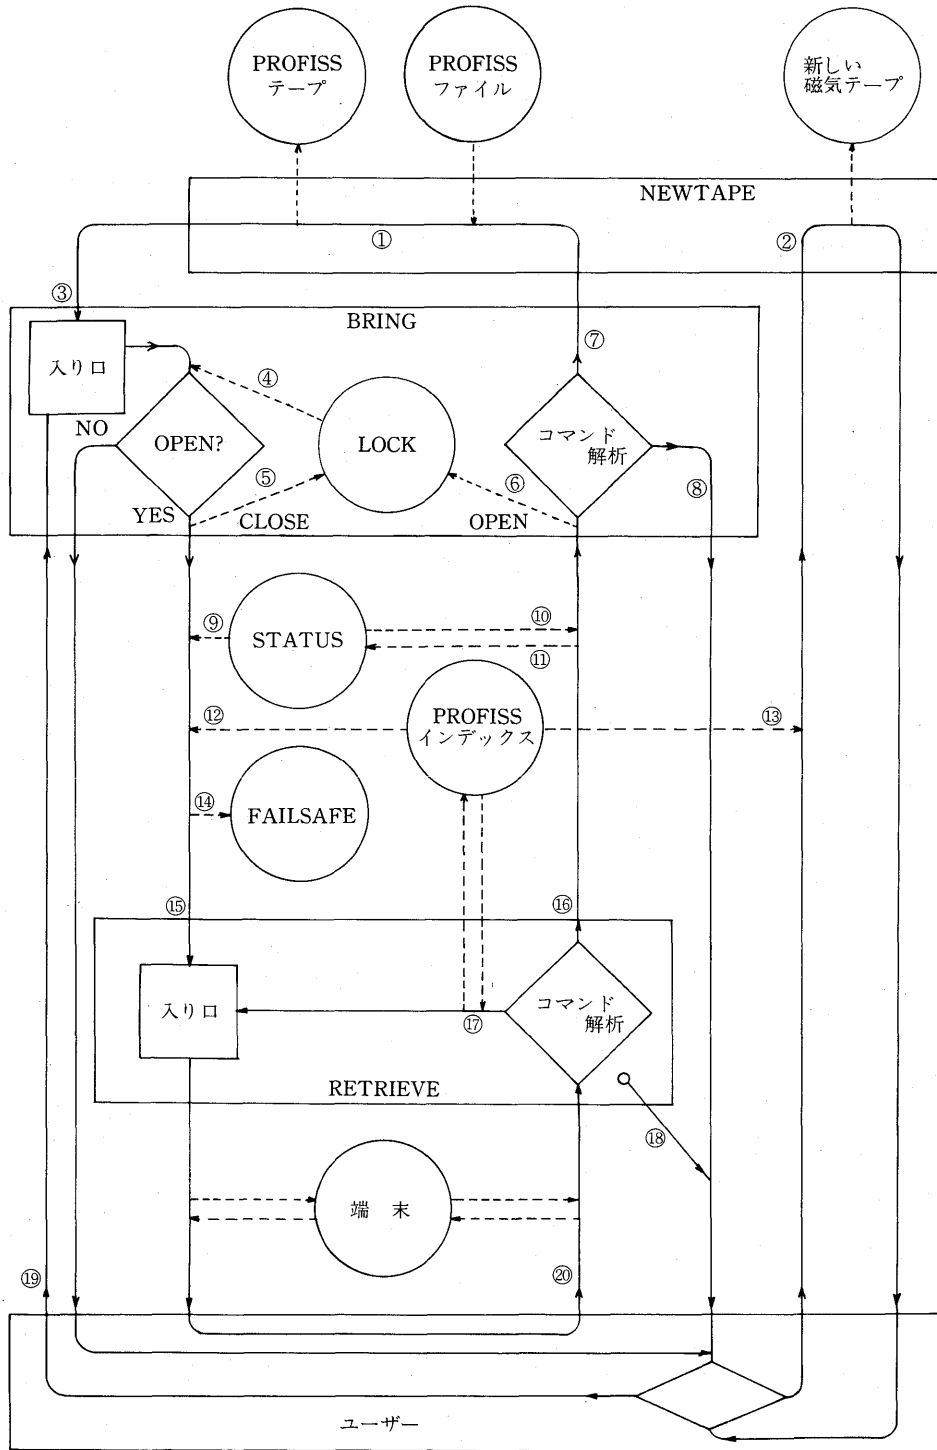 PROFISS
テープ
PROFISS
ファイル
新しい
磁気テープ
NEWTAPE
①
②
③
BRING
⑦
入り口
④
NO
OPEN?
LOCK
コマンド
解析
⑤
⑥
⑧
YES
CLOSE
OPEN
⑨
STATUS
⑩
⑪
⑫
PROFISS
インデックス
⑬
⑭
FAILSAFE
⑮
⑯
入り口
コマンド
解析
⑰
RETRIEVE
⑱
端末
⑲
⑳
ユーザー